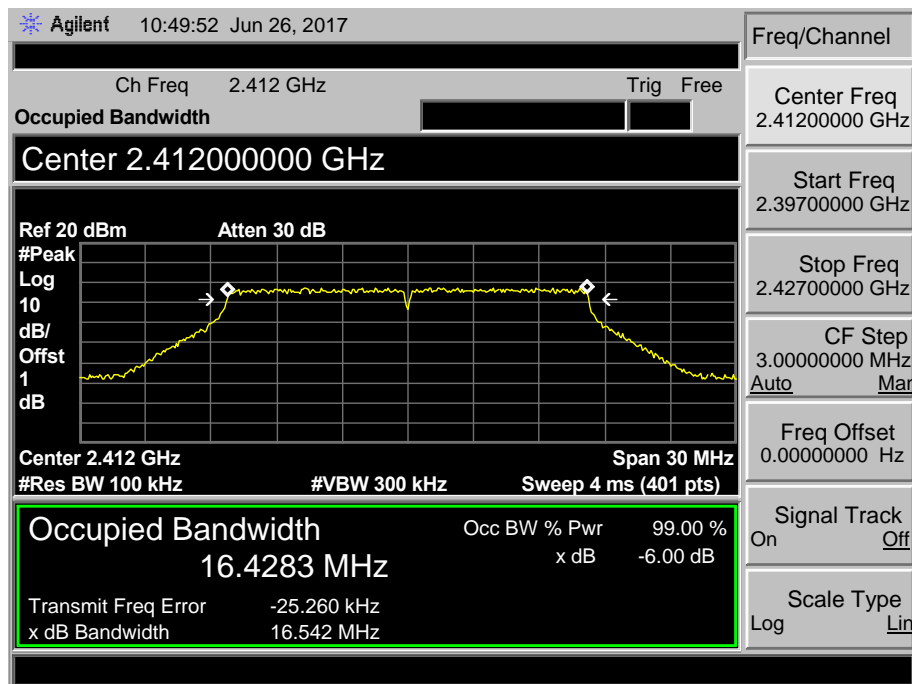 Agilent 10:49:52 Jun 26, 2017
Freq/Channel
Ch Freq 2.412 GHz Trig Free
Occupied Bandwidth
Center 2.412000000 GHz
Ref 20 dBm Atten 30 dB
#Peak
Log
10
dB/
Offst
1
dB
Center 2.412 GHz Span 30 MHz
#Res BW 100 kHz #VBW 300 kHz Sweep 4 ms (401 pts)
Occupied Bandwidth Occ BW % Pwr 99.00 %
16.4283 MHz x dB -6.00 dB
Transmit Freq Error -25.260 kHz
x dB Bandwidth 16.542 MHz
Center Freq
2.41200000 GHz
Start Freq
2.39700000 GHz
Stop Freq
2.42700000 GHz
CF Step
3.00000000 MHz
Auto Man
Freq Offset
0.00000000 Hz
Signal Track
On Off
Scale Type
Log Lin